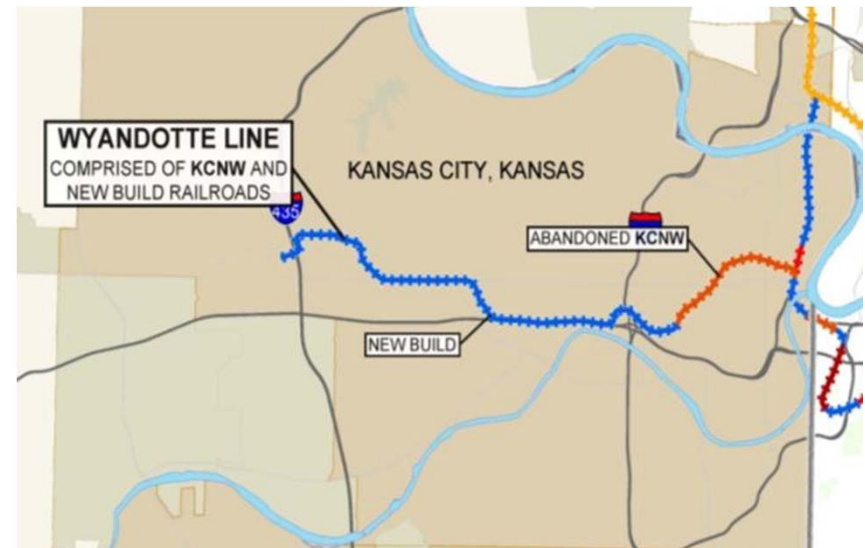 WYANDOTTE LINE
COMPRISED OF KCNW AND
NEW BUILD RAILROADS
435
KANSAS CITY, KANSAS
ABANDONED KCNW
NEW BUILD